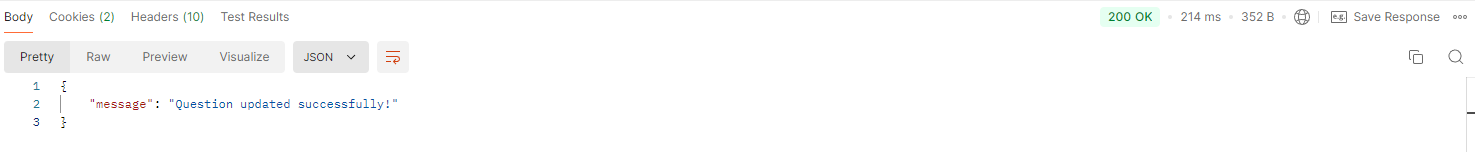 Body Cookies (2) Headers (10) Test Results 200 OK 214 ms 352 B e.g. Save Response
Pretty Raw Preview Visualize JSON
1 {
2 "message": "Question updated successfully!"
3 }